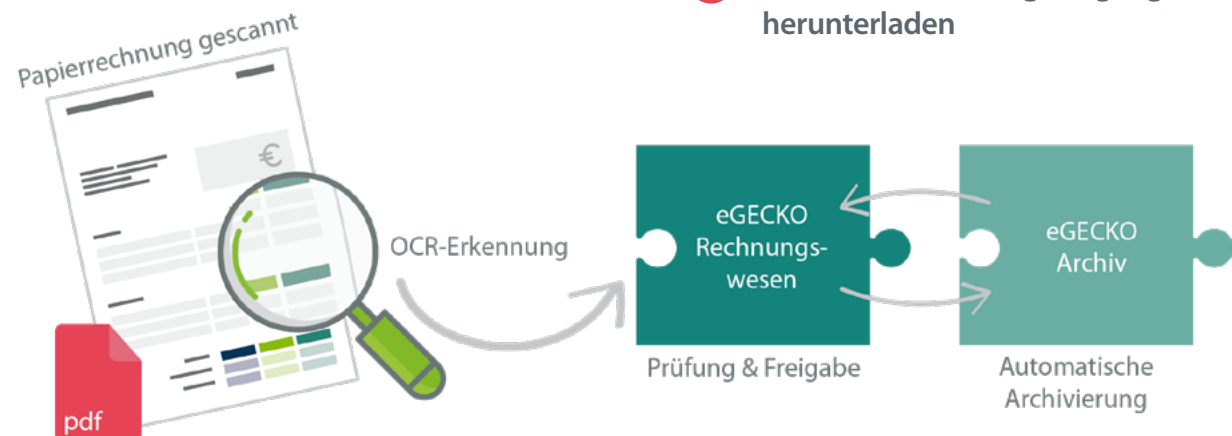 herunterladen
Papierrechnung gescannt
€
OCR-Erkennung
eGECKO
Rechnungs-
wesen
eGECKO
Archiv
Prüfung & Freigabe
Automatische
Archivierung
pdf